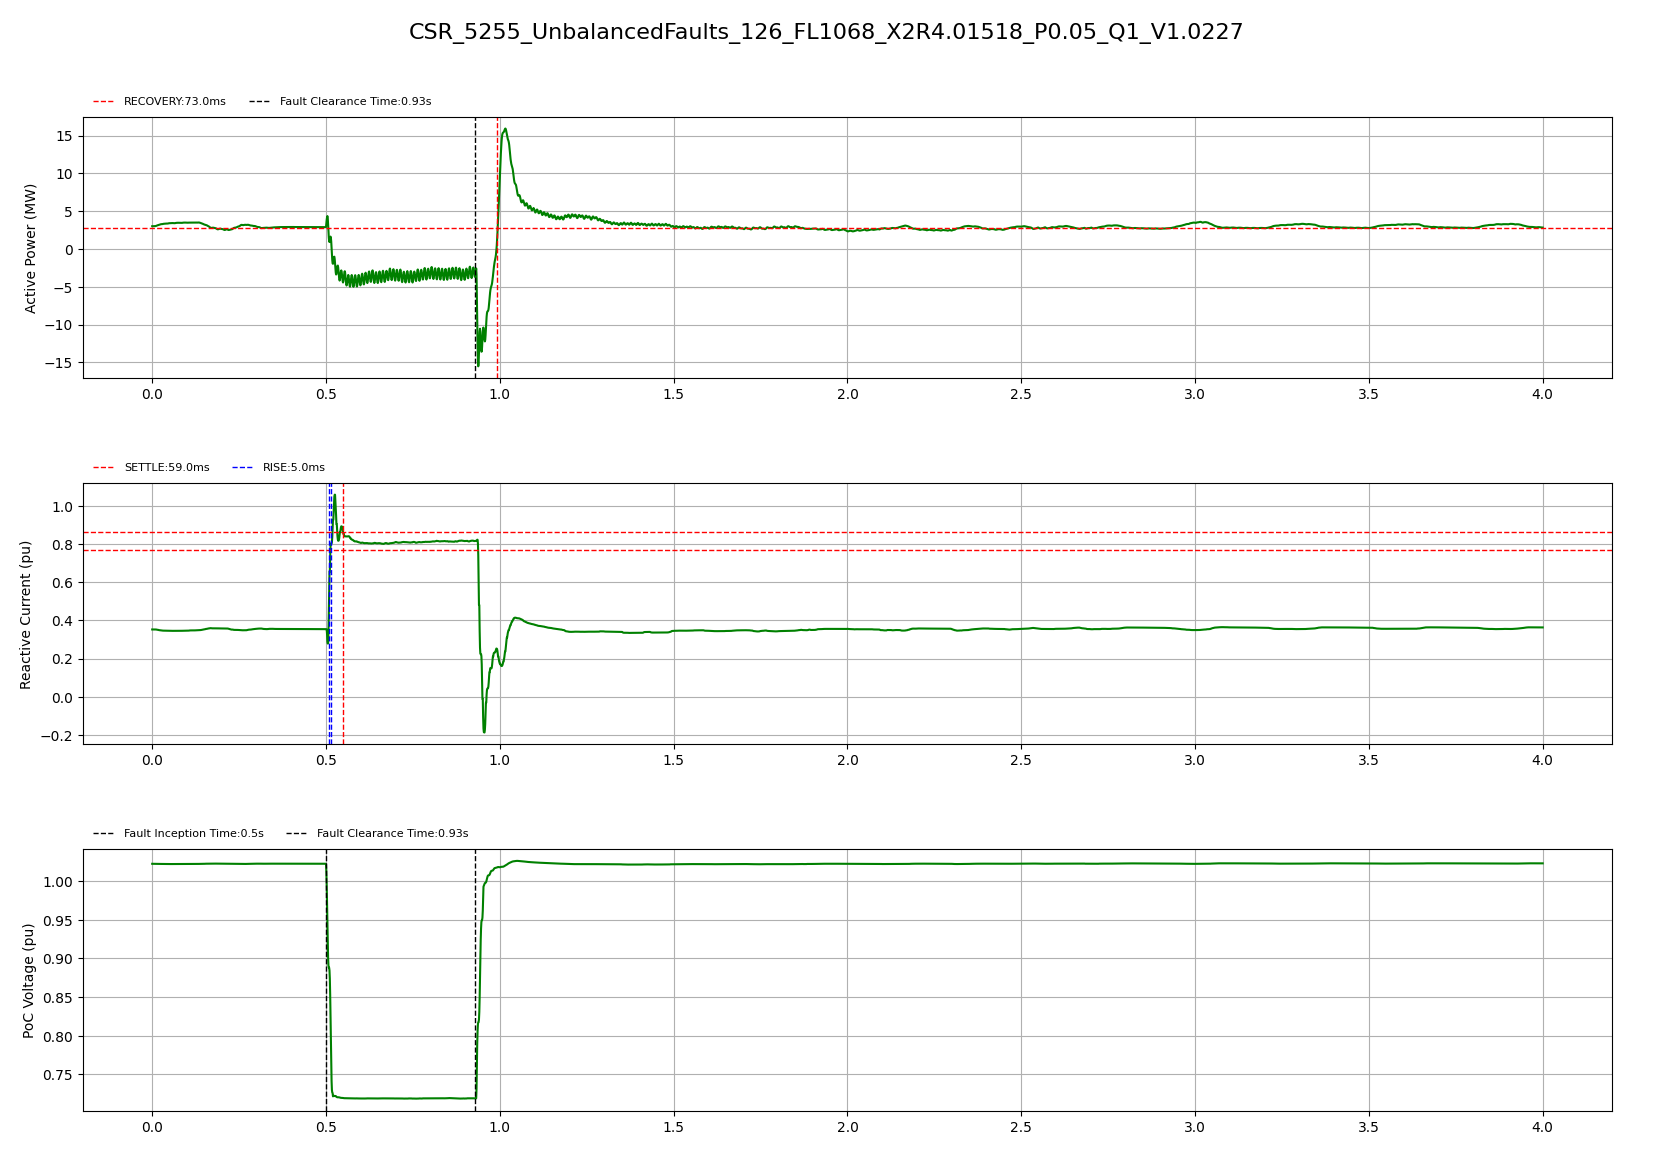 CSR_5255_UnbalancedFaults_126_FL1068_X2R4.01518_P0.05_Q1_V1.0227
RECOVERY:73.0ms Fault Clearance Time:0.93s
Active Power (MW)
15
10
5
0
−5
−10
−15
0.0 0.5 1.0 1.5 2.0 2.5 3.0 3.5 4.0
SETTLE:59.0ms RISE:5.0ms
Reactive Current (pu)
1.0
0.8
0.6
0.4
0.2
0.0
−0.2
0.0 0.5 1.0 1.5 2.0 2.5 3.0 3.5 4.0
Fault Inception Time:0.5s Fault Clearance Time:0.93s
PoC Voltage (pu)
1.00
0.95
0.90
0.85
0.80
0.75
0.0 0.5 1.0 1.5 2.0 2.5 3.0 3.5 4.0